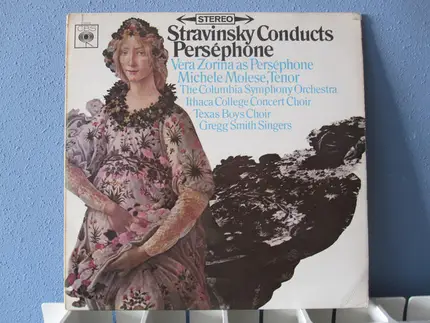 STEREO
CBS
Stravinsky Conducts
Perséphone
Vera Zorina as Perséphone
Michele Molese, Tenor
The Columbia Symphony Orchestra
Ithaca College Concert Choir
Texas Boys Choir
Gregg Smith Singers